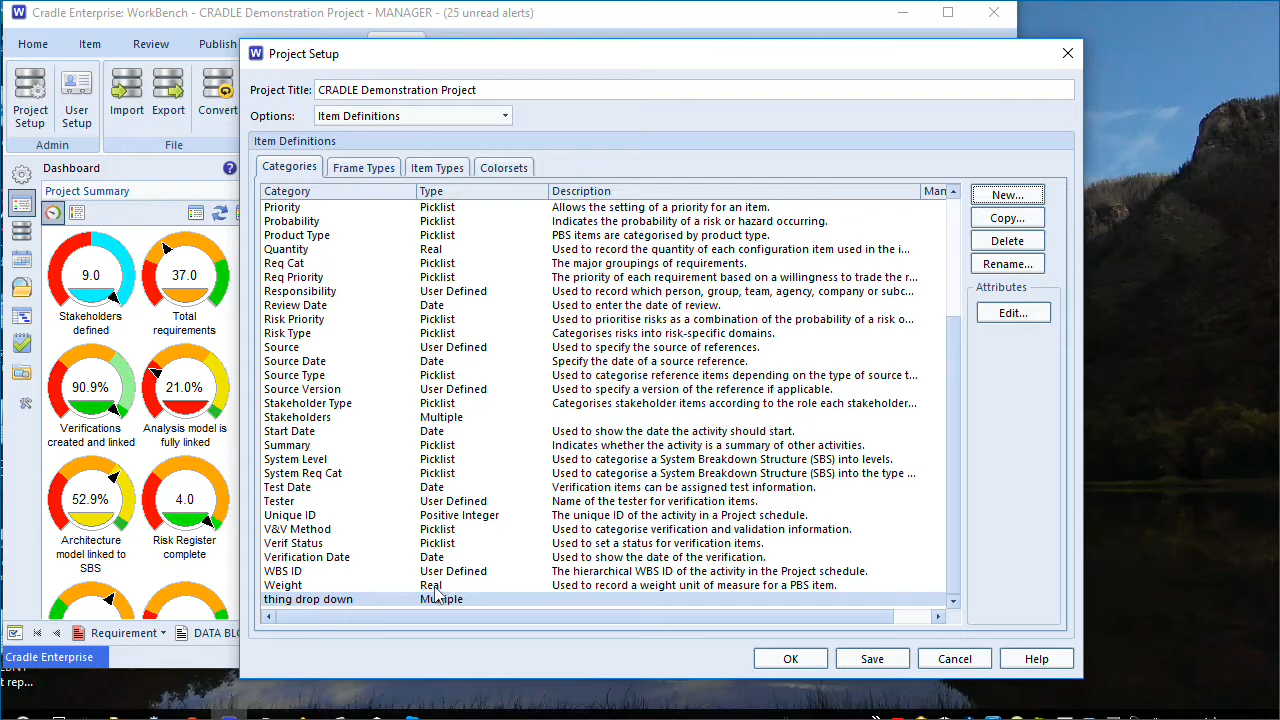 Cradle Enterprise: WorkBench - CRADLE Demonstration Project - MANAGER - (25 unread alerts)
Home Item Review Publish
Project Setup
User Setup
Import Export Convert
Admin File
Dashboard
Project Summary
9.0 37.0
Stakeholders defined
Total requirements
90.9% 21.0%
Verifications created and linked
Analysis model is fully linked
52.9% 4.0
Architecture model linked to SBS
Risk Register complete
Requirement DATA BL
Cradle Enterprise
t rep...
Project Setup
Project Title: CRADLE Demonstration Project
Options: Item Definitions
Item Definitions
Categories Frame Types Item Types Colorsets
Category Type Description Man
Priority Picklist Allows the setting of a priority for an item.
Probability Picklist Indicates the probability of a risk or hazard occurring.
Product Type Picklist PBS items are categorised by product type.
Quantity Real Used to record the quantity of each configuration item used in the i...
Req Cat Picklist The major groupings of requirements.
Req Priority Picklist The priority of each requirement based on a willingness to trade the r...
Responsibility User Defined Used to record which person, group, team, agency, company or subc...
Review Date Date Used to enter the date of review.
Risk Priority Picklist Used to prioritise risks as a combination of the probability of a risk o...
Risk Type Picklist Categorises risks into risk-specific domains.
Source User Defined Used to specify the source of references.
Source Date Date Specify the date of a source reference.
Source Type Picklist Used to categorise reference items depending on the type of source t...
Source Version User Defined Used to specify a version of the reference if applicable.
Stakeholder Type Picklist Categorises stakeholder items according to the role each stakeholder...
Stakeholders Multiple
Start Date Date Used to show the date the activity should start.
Summary Picklist Indicates whether the activity is a summary of other activities.
System Level Picklist Used to categorise a System Breakdown Structure (SBS) into levels.
System Req Cat Picklist Used to categorise a System Breakdown Structure (SBS) into the type ...
Test Date Date Verification items can be assigned test information.
Tester User Defined Name of the tester for verification items.
Unique ID Positive Integer The unique ID of the activity in a Project schedule.
V&V Method Picklist Used to categorise verification and validation information.
Verif Status Picklist Used to set a status for verification items.
Verification Date Date Used to show the date of the verification.
WBS ID User Defined The hierarchical WBS ID of the activity in the Project schedule.
Weight Real Used to record a weight unit of measure for a PBS item.
thing drop down Multiple
New...
Copy...
Delete
Rename...
Attributes
Edit...
OK Save Cancel Help